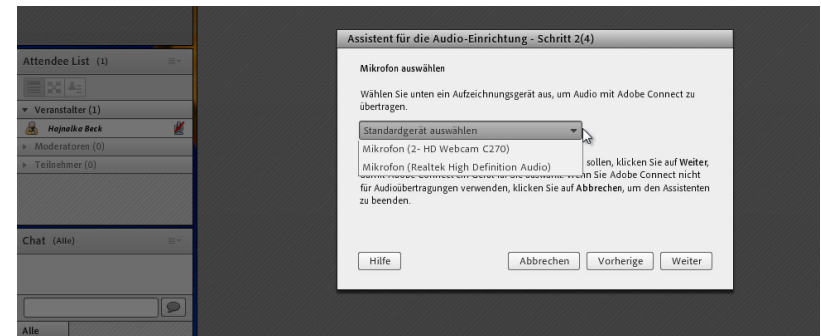 Attendee List (1)
Veranstalter (1)
Hajnalka Beck
Moderatoren (0)
Teilnehmer (0)
Chat (Alle)
Alle
Assistent für die Audio-Einrichtung - Schritt 2(4)
Mikrofon auswählen
Wählen Sie unten ein Aufzeichnungsgerät aus, um Audio mit Adobe Connect zu
übertragen.
Standardgerät auswählen
Mikrofon (2- HD Webcam C270)
Mikrofon (Realtek High Definition Audio)
sollen, klicken Sie auf Weiter,
Sie Adobe Connect nicht
für Audioübertragungen verwenden, klicken Sie auf Abbrechen, um den Assistenten
zu beenden.
Hilfe
Abbrechen
Vorherige
Weiter